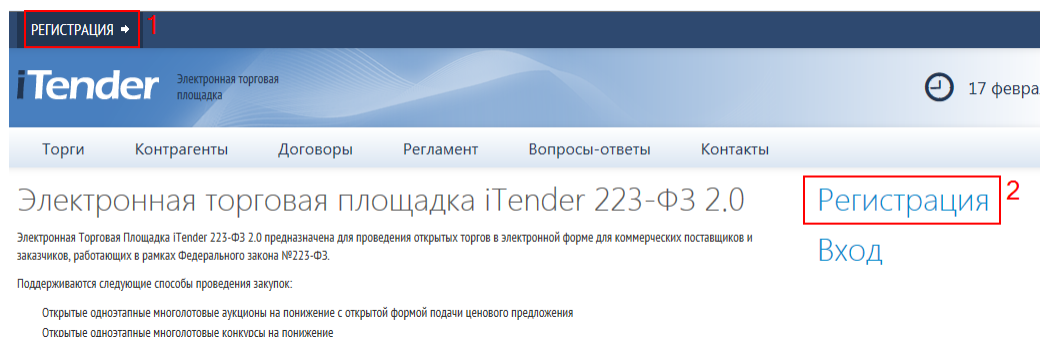 РЕГИСТРАЦИЯ 1
iTender Электронная торговая
площадка
17 февра
Торги Контрагенты Договоры Регламент Вопросы-ответы Контакты
Электронная торговая площадка iTender 223-ФЗ 2.0
Регистрация 2
Вход
Электронная Торговая Площадка iTender 223-ФЗ 2.0 предназначена для проведения открытых торгов в электронной форме для коммерческих поставщиков и
заказчиков, работающих в рамках Федерального закона №223-ФЗ.
Поддерживаются следующие способы проведения закупок:
Открытые одноэтапные многолотовые аукционы на понижение с открытой формой подачи ценового предложения
Открытые одноэтапные многолотовые конкурсы на понижение